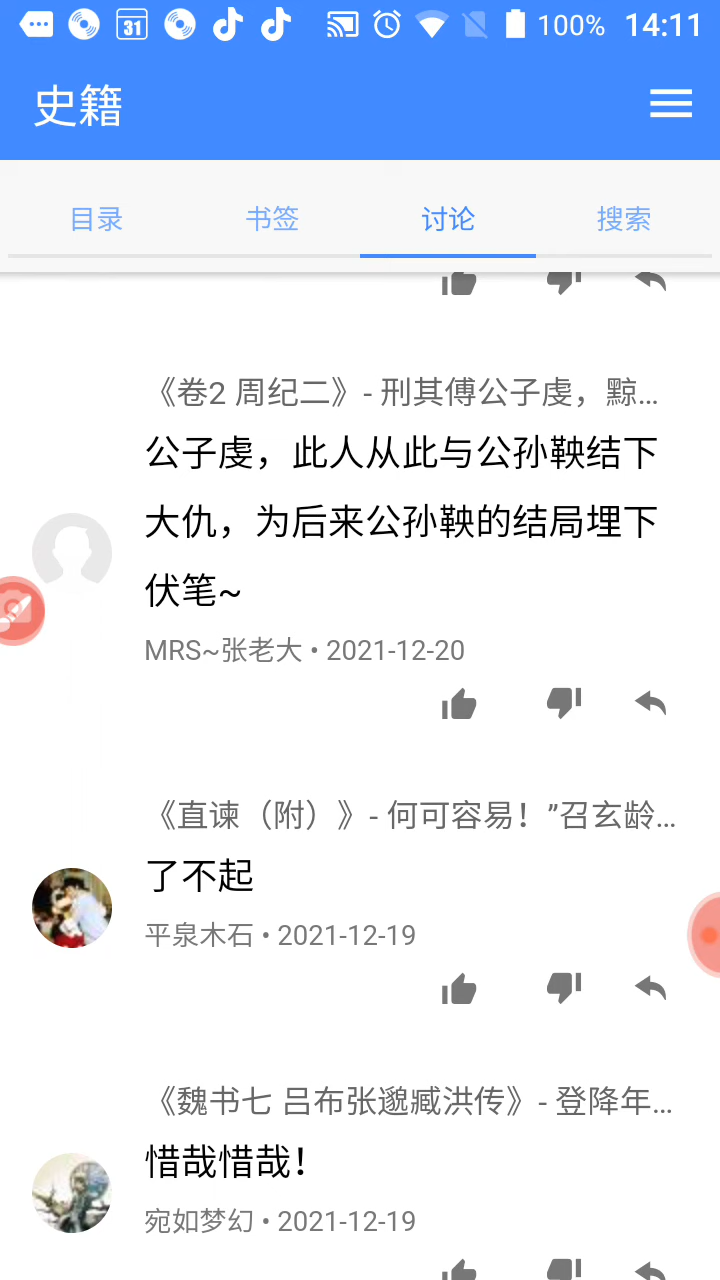 31 100% 14:11
史籍
目录 书签 讨论 搜索
《卷2 周纪二》- 刑其傅公子虔，黥...
公子虔，此人从此与公孙鞅结下
大仇，为后来公孙鞅的结局埋下
伏笔~
MRS~张老大 • 2021-12-20
《直谏（附）》- 何可容易！”召玄龄...
了不起
平泉木石 • 2021-12-19
《魏书七 吕布张邈臧洪传》- 登降年...
惜哉惜哉！
宛如梦幻 • 2021-12-19